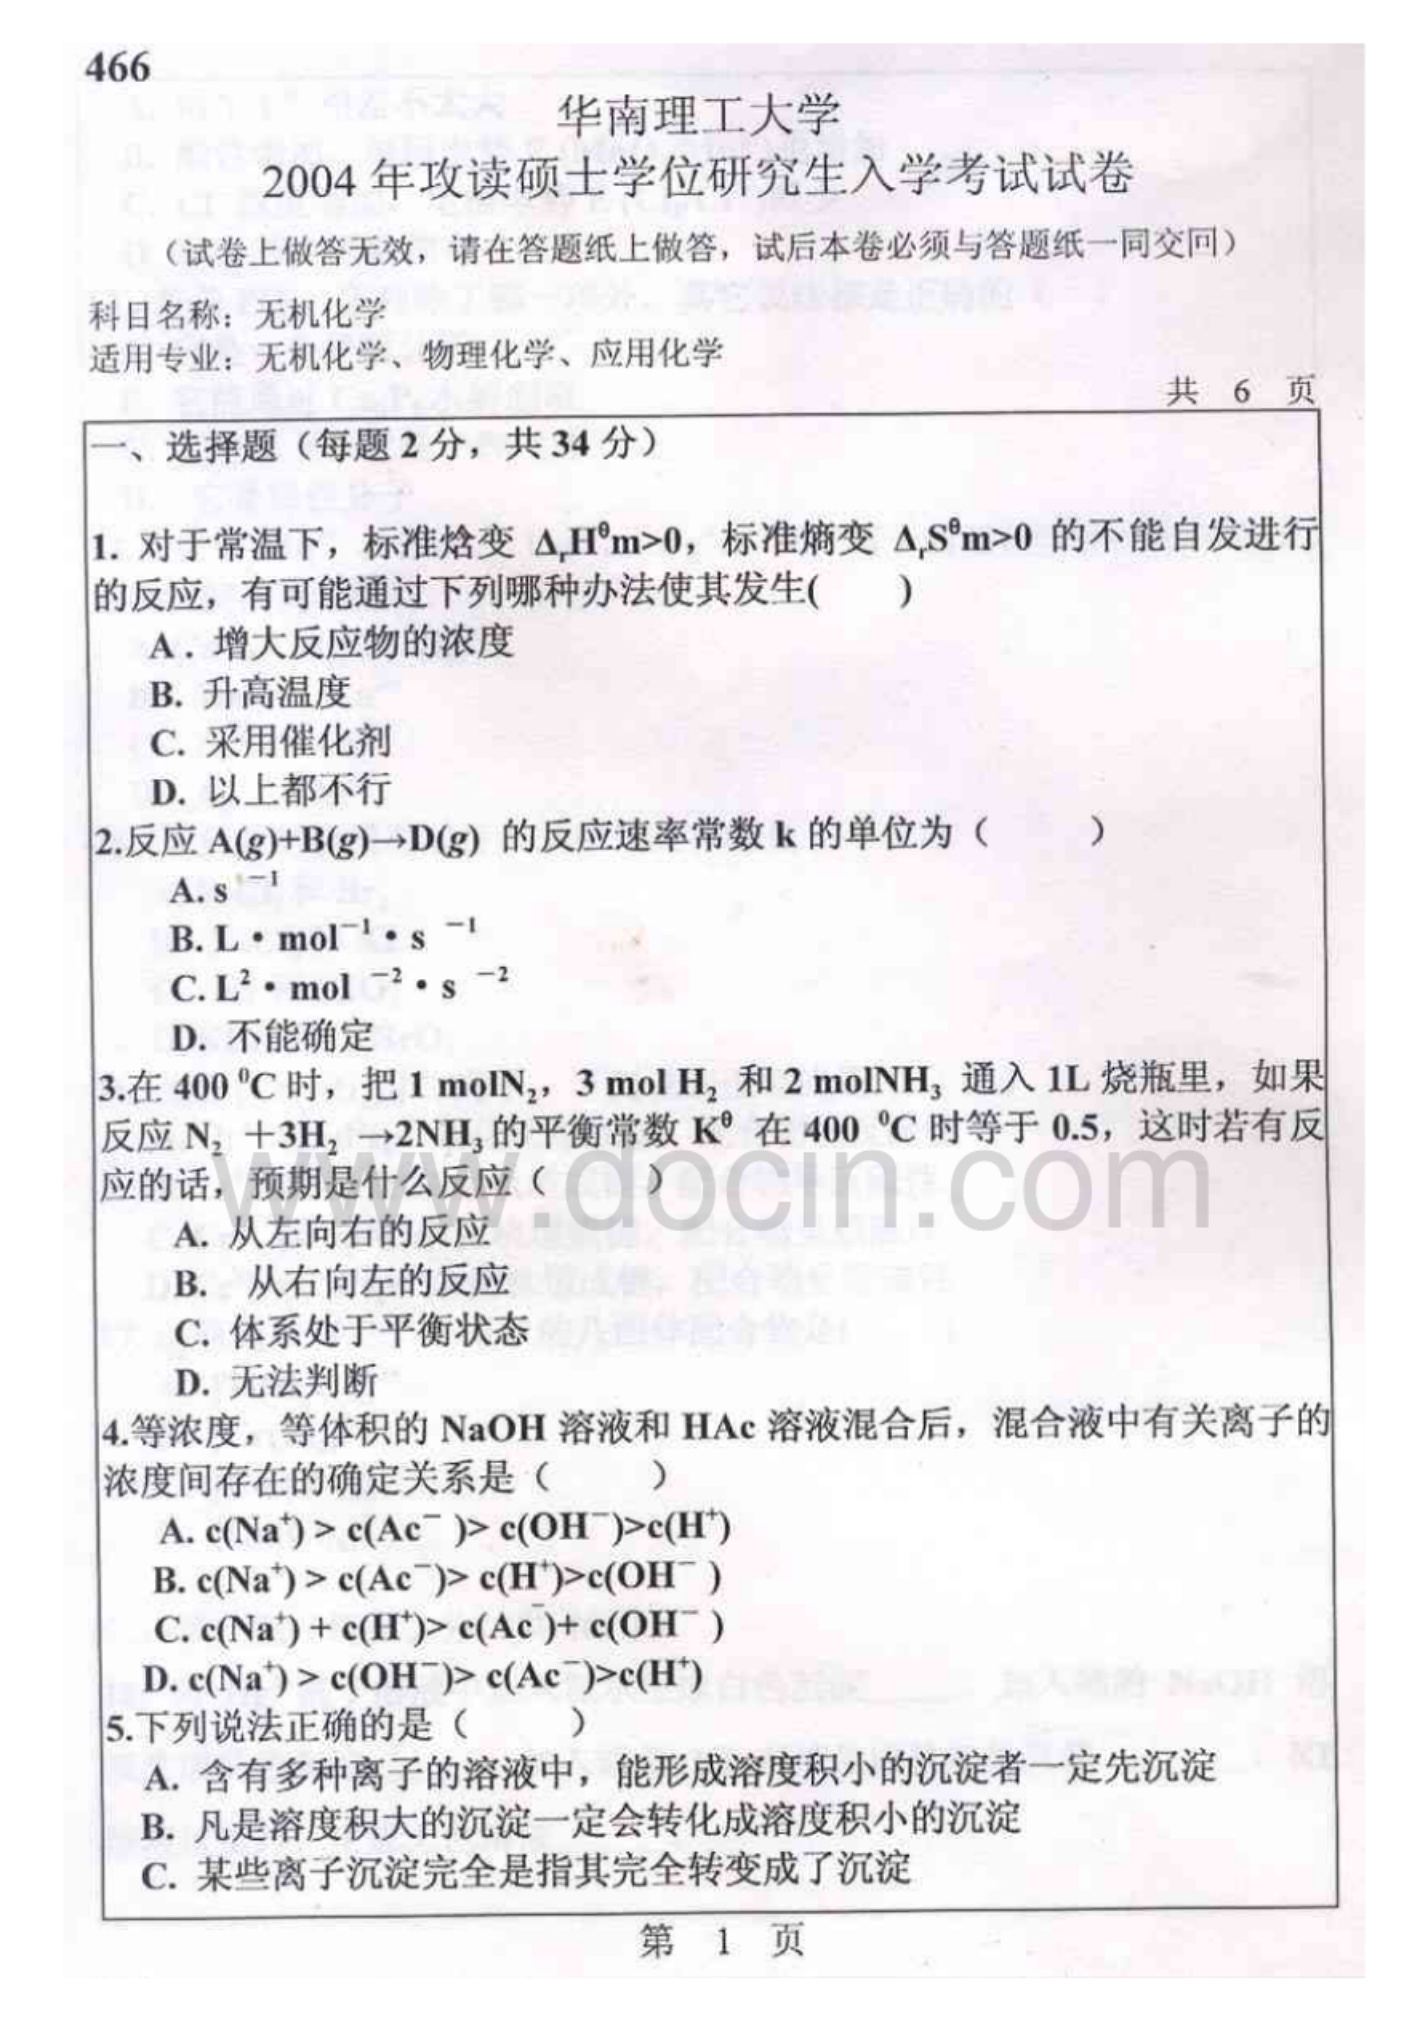 466
华南理工大学
2004 年攻读硕士学位研究生入学考试试卷
（试卷上做答无效，请在答题纸上做答，试后本卷必须与答题纸一同交回）
科目名称：无机化学
适用专业：无机化学、物理化学、应用化学
共 6 页
一、选择题（每题 2 分，共 34 分）
1. 对于常温下，标准焓变 ΔᵣHᶿm>0，标准熵变 ΔᵣSᶿm>0 的不能自发进行
的反应，有可能通过下列哪种办法使其发生( )
A . 增大反应物的浓度
B. 升高温度
C. 采用催化剂
D. 以上都不行
2.反应 A(g)+B(g)→D(g) 的反应速率常数 k 的单位为（ ）
A. s ⁻¹
B. L • mol⁻¹ • s ⁻¹
C. L² • mol ⁻² • s ⁻²
D. 不能确定
3.在 400 ⁰C 时，把 1 molN₂，3 mol H₂ 和 2 molNH₃ 通入 1L 烧瓶里，如果
反应 N₂ ＋3H₂ →2NH₃ 的平衡常数 Kᶿ 在 400 ⁰C 时等于 0.5，这时若有反
应的话，预期是什么反应（ ）
www.docin.com
A. 从左向右的反应
B. 从右向左的反应
C. 体系处于平衡状态
D. 无法判断
4.等浓度，等体积的 NaOH 溶液和 HAc 溶液混合后，混合液中有关离子的
浓度间存在的确定关系是（ ）
A. c(Na⁺) > c(Ac⁻ )> c(OH⁻)>c(H⁺)
B. c(Na⁺) > c(Ac⁻)> c(H⁺)>c(OH⁻ )
C. c(Na⁺) + c(H⁺)> c(Ac⁻)+ c(OH⁻ )
D. c(Na⁺) > c(OH⁻)> c(Ac⁻)>c(H⁺)
5.下列说法正确的是（ ）
A. 含有多种离子的溶液中，能形成溶度积小的沉淀者一定先沉淀
B. 凡是溶度积大的沉淀一定会转化成溶度积小的沉淀
C. 某些离子沉淀完全是指其完全转变成了沉淀
第 1 页